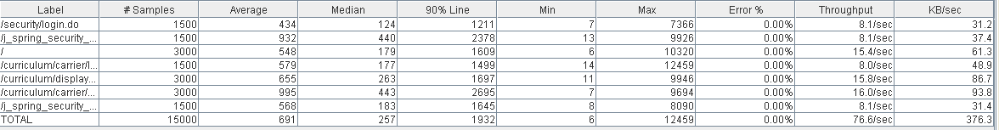 Label # Samples Average Median 90% Line Min Max Error % Throughput KB/sec
/security/login.do 1500 434 124 1211 7 7366 0.00% 8.1/sec 31.2
/j_spring_security_... 1500 932 440 2378 13 9926 0.00% 8.1/sec 37.4
/ 3000 548 179 1609 6 10320 0.00% 15.4/sec 61.3
/curriculum/carrier/l... 1500 579 177 1499 14 12459 0.00% 8.0/sec 48.9
/curriculum/display... 3000 655 263 1697 11 9946 0.00% 15.8/sec 86.7
/curriculum/carrier/... 3000 995 443 2695 7 9694 0.00% 16.0/sec 93.8
/j_spring_security_... 1500 568 183 1645 8 8090 0.00% 8.1/sec 31.4
TOTAL 15000 691 257 1932 6 12459 0.00% 76.6/sec 376.3